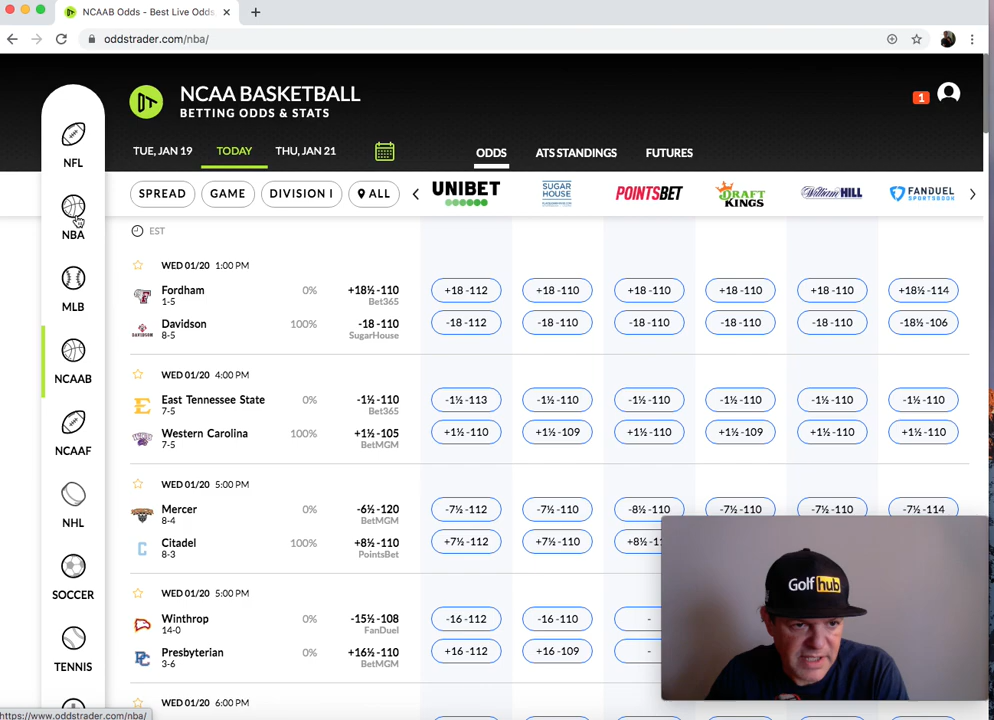 NCAAB Odds - Best Live Odds
oddstrader.com/nba/
NCAA BASKETBALL
BETTING ODDS & STATS
1
TUE, JAN 19 TODAY THU, JAN 21 ODDS ATS STANDINGS FUTURES
SPREAD GAME DIVISION I ALL UNIBET SUGAR HOUSE POINTSBET DRAFT KINGS William HILL FANDUEL SPORTSBOOK
NFL
NBA
MLB
NCAAB
NCAAF
NHL
SOCCER
TENNIS
EST
WED 01/20 1:00 PM
Fordham 0% +18½ -110 +18 -112 +18 -110 +18 -110 +18 -110 +18 -110 +18½ -114
1-5 Bet365
Davidson 100% -18 -110 -18 -112 -18 -110 -18 -110 -18 -110 -18 -110 -18½ -106
8-5 SugarHouse
WED 01/20 4:00 PM
East Tennessee State 0% -1½ -110 -1½ -113 -1½ -110 -1½ -110 -1½ -110 -1½ -110 -1½ -110
7-5 Bet365
Western Carolina 100% +1½ -105 +1½ -110 +1½ -109 +1½ -110 +1½ -109 +1½ -110 +1½ -110
7-5 BetMGM
WED 01/20 5:00 PM
Mercer 0% -6½ -120 -7½ -112 -7½ -110 -8½ -110 -7½ -110 -7½ -110 -7½ -114
8-4 BetMGM
Citadel 100% +8½ -110 +7½ -112 +7½ -110 +8½
8-3 PointsBet
WED 01/20 5:00 PM
Winthrop 0% -15½ -108 -16 -112 -16 -110 -
14-0 FanDuel
Presbyterian 0% +16½ -110 +16 -112 +16 -109 -
3-6 BetMGM
WED 01/20 6:00 PM
Golf hub
https://www.oddstrader.com/nba/